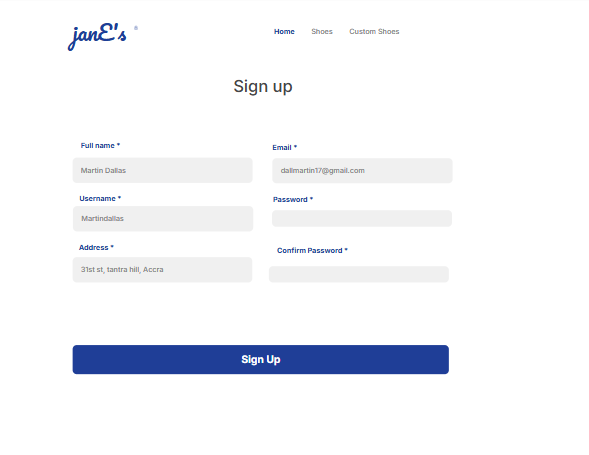 janE's ®
Home Shoes Custom Shoes
Sign up
Full name *
Email *
Martin Dallas
dallmartin17@gmail.com
Username *
Password *
Martindallas
Address *
Confirm Password *
31st st, tantra hill, Accra
Sign Up